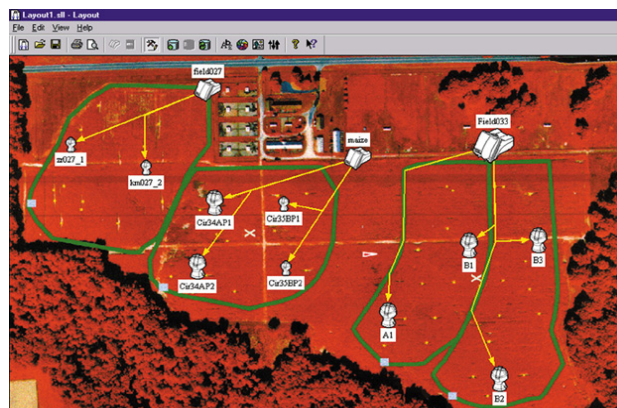 Layout1.sll - Layout
File Edit View Help
field027
Field033
maize
zr027_1
km027_2
Cir34AP1
Cir35BP1
B1
B3
Cir34AP2
Cir35BP2
A1
B2